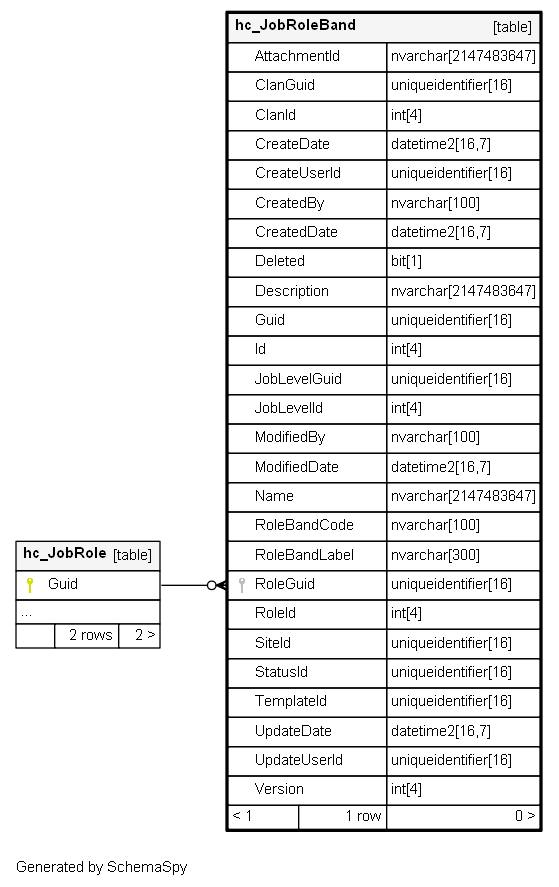 hc_JobRoleBand [table]
AttachmentId nvarchar[2147483647]
ClanGuid uniqueidentifier[16]
ClanId int[4]
CreateDate datetime2[16,7]
CreateUserId uniqueidentifier[16]
CreatedBy nvarchar[100]
CreatedDate datetime2[16,7]
Deleted bit[1]
Description nvarchar[2147483647]
Guid uniqueidentifier[16]
Id int[4]
JobLevelGuid uniqueidentifier[16]
JobLevelId int[4]
ModifiedBy nvarchar[100]
ModifiedDate datetime2[16,7]
Name nvarchar[2147483647]
RoleBandCode nvarchar[100]
RoleBandLabel nvarchar[300]
RoleGuid uniqueidentifier[16]
RoleId int[4]
SiteId uniqueidentifier[16]
StatusId uniqueidentifier[16]
TemplateId uniqueidentifier[16]
UpdateDate datetime2[16,7]
UpdateUserId uniqueidentifier[16]
Version int[4]
< 1 1 row 0 >
hc_JobRole [table]
Guid
...
2 rows 2 >
Generated by SchemaSpy